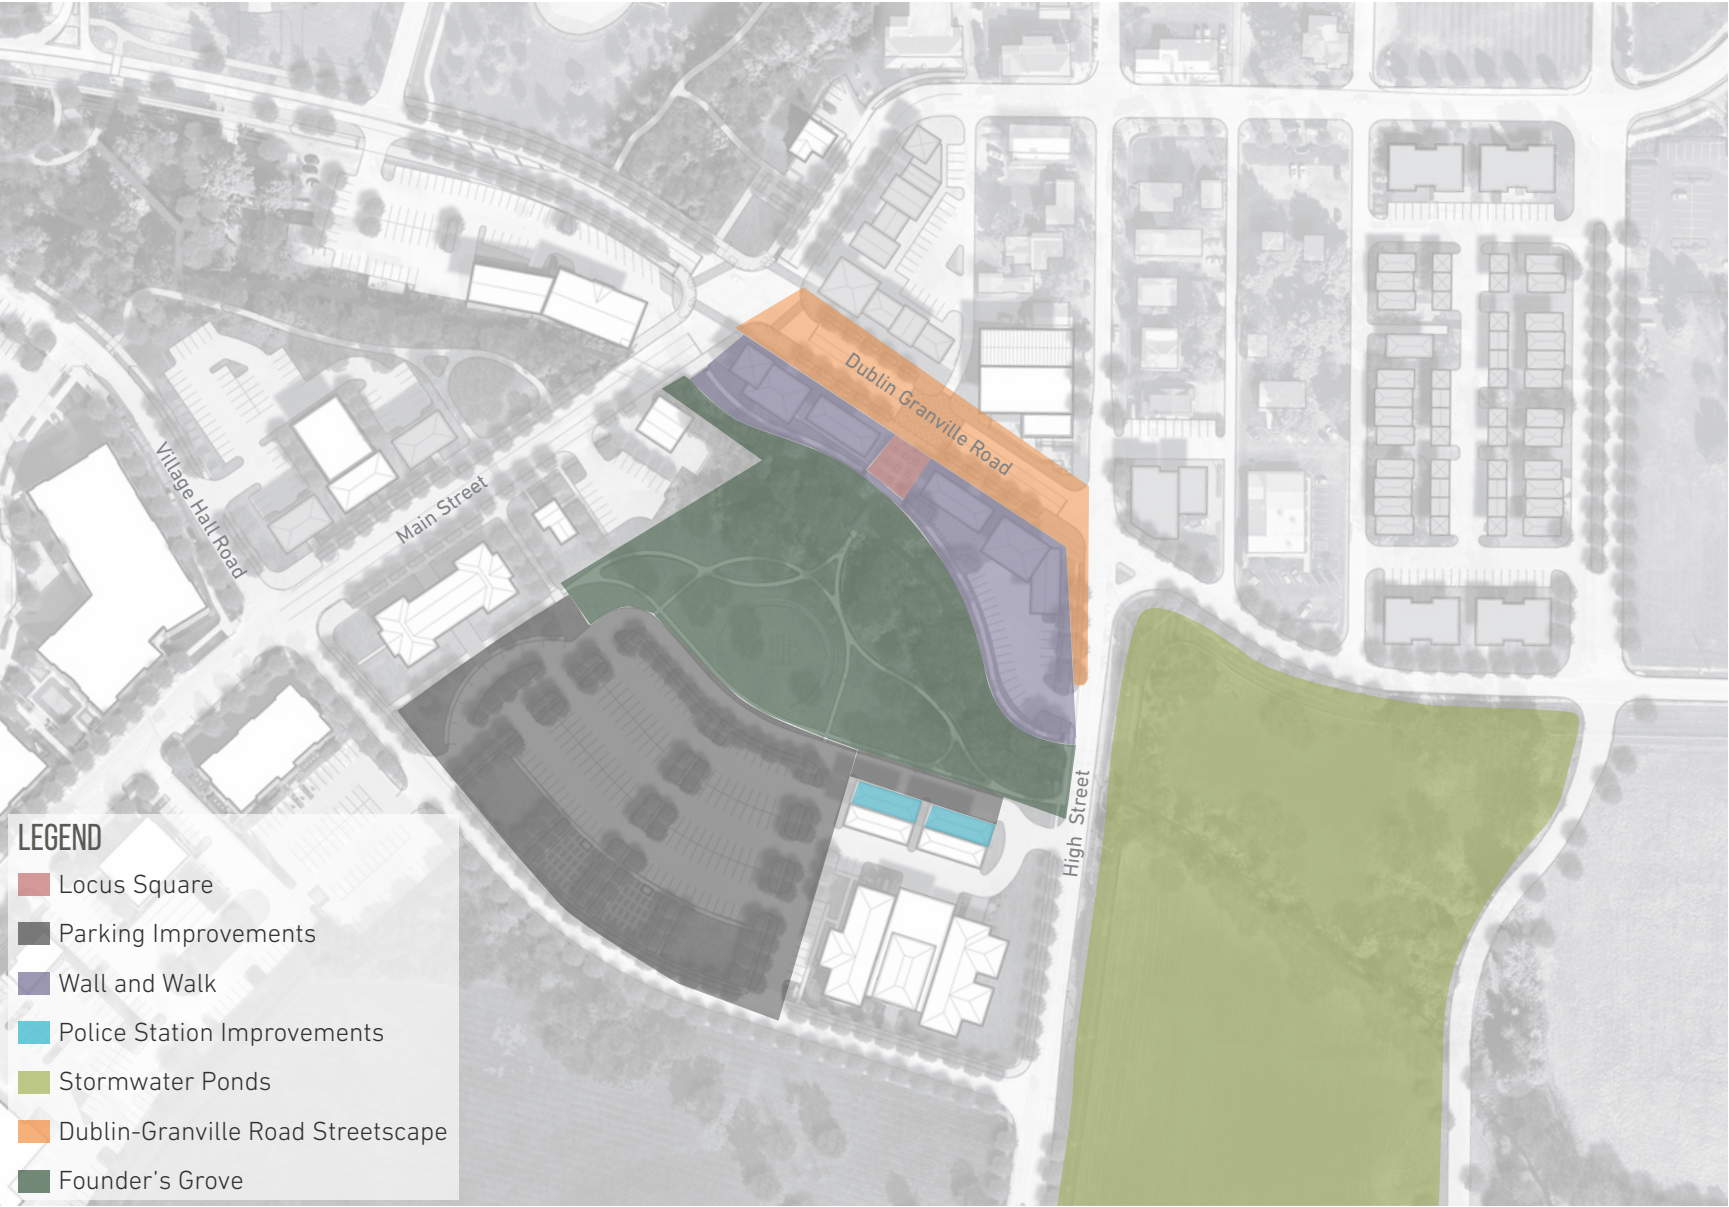 Dublin Granville Road
Village Hall Road
Main Street
High Street
LEGEND
Locus Square
Parking Improvements
Wall and Walk
Police Station Improvements
Stormwater Ponds
Dublin-Granville Road Streetscape
Founder’s Grove